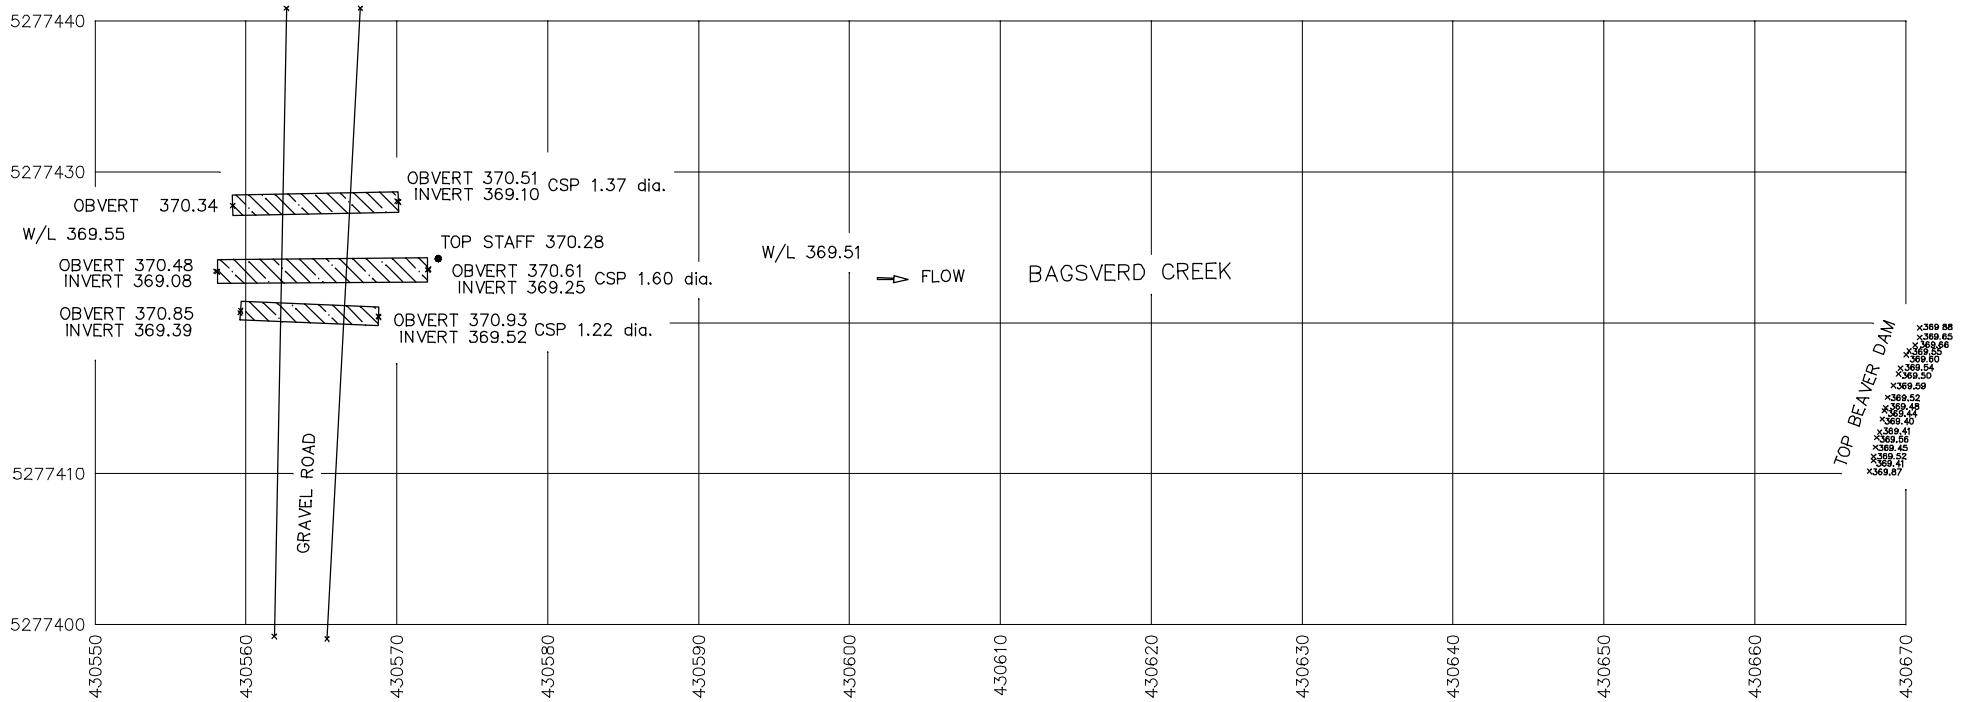 5277440
5277430
OBVERT 370.51
INVERT 369.10
CSP 1.37 dia.
OBVERT 370.34
W/L 369.55
TOP STAFF 370.28
W/L 369.51
OBVERT 370.48
INVERT 369.08
OBVERT 370.61
INVERT 369.25
CSP 1.60 dia.
FLOW
BAGSVERD CREEK
OBVERT 370.85
INVERT 369.39
OBVERT 370.93
INVERT 369.52
CSP 1.22 dia.
TOP BEAVER DAM
369.88
369.65
369.66
369.55
369.60
369.54
369.50
369.59
369.52
369.48
369.44
369.40
369.41
369.56
369.45
369.52
369.41
369.87
GRAVEL ROAD
5277410
5277400
430550
430560
430570
430580
430590
430600
430610
430620
430630
430640
430650
430660
430670